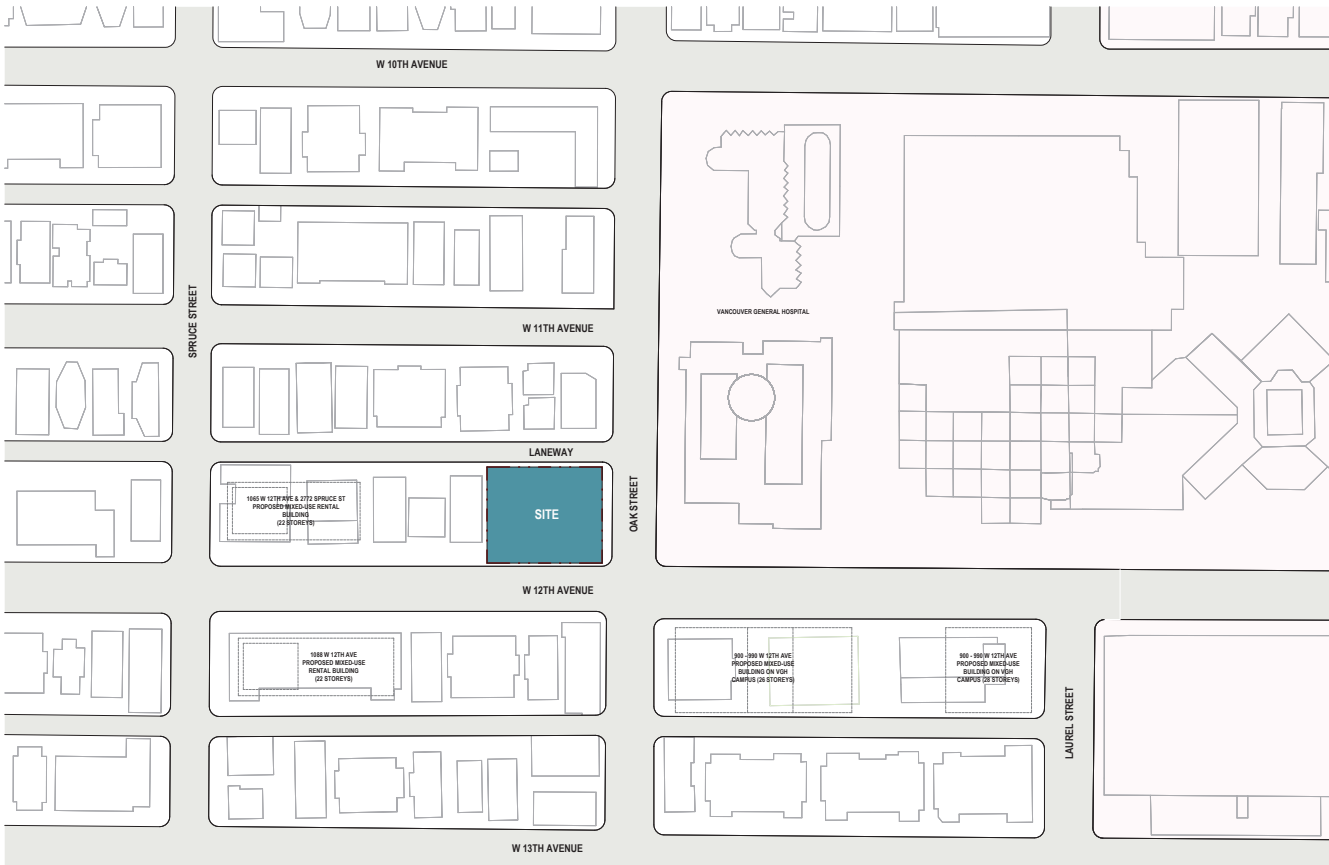 W 10TH AVENUE
SPRUCE STREET
VANCOUVER GENERAL HOSPITAL
W 11TH AVENUE
LANEWAY
1065 W 12TH AVE & 2772 SPRUCE ST
PROPOSED MIXED-USE RENTAL
BUILDING
(22 STOREYS)
SITE
OAK STREET
W 12TH AVENUE
1088 W 12TH AVE
PROPOSED MIXED-USE
RENTAL BUILDING
(22 STOREYS)
900 - 990 W 12TH AVE
PROPOSED MIXED-USE
BUILDING ON VGH
CAMPUS (26 STOREYS)
900 - 990 W 12TH AVE
PROPOSED MIXED-USE
BUILDING ON VGH
CAMPUS (28 STOREYS)
LAUREL STREET
W 13TH AVENUE